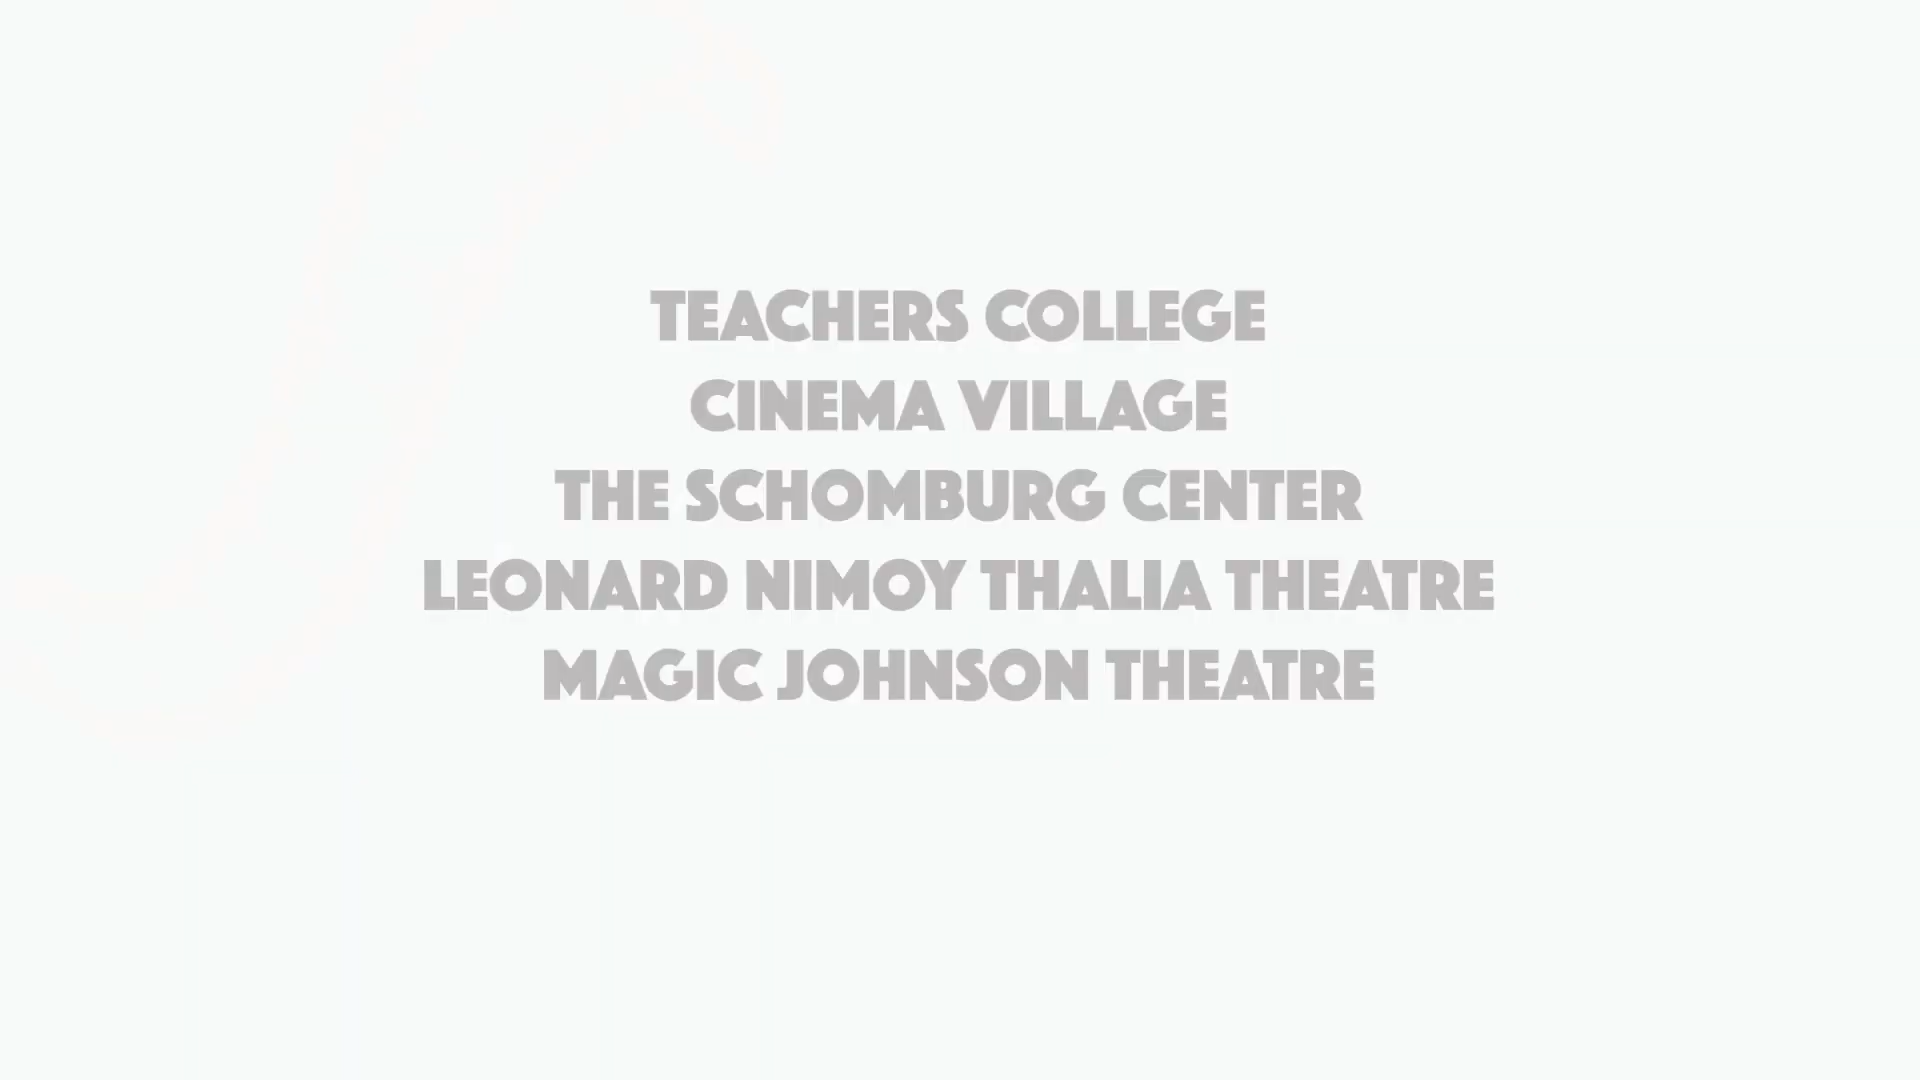 TEACHERS COLLEGE
CINEMA VILLAGE
THE SCHOMBURG CENTER
LEONARD NIMOY THALIA THEATRE
MAGIC JOHNSON THEATRE